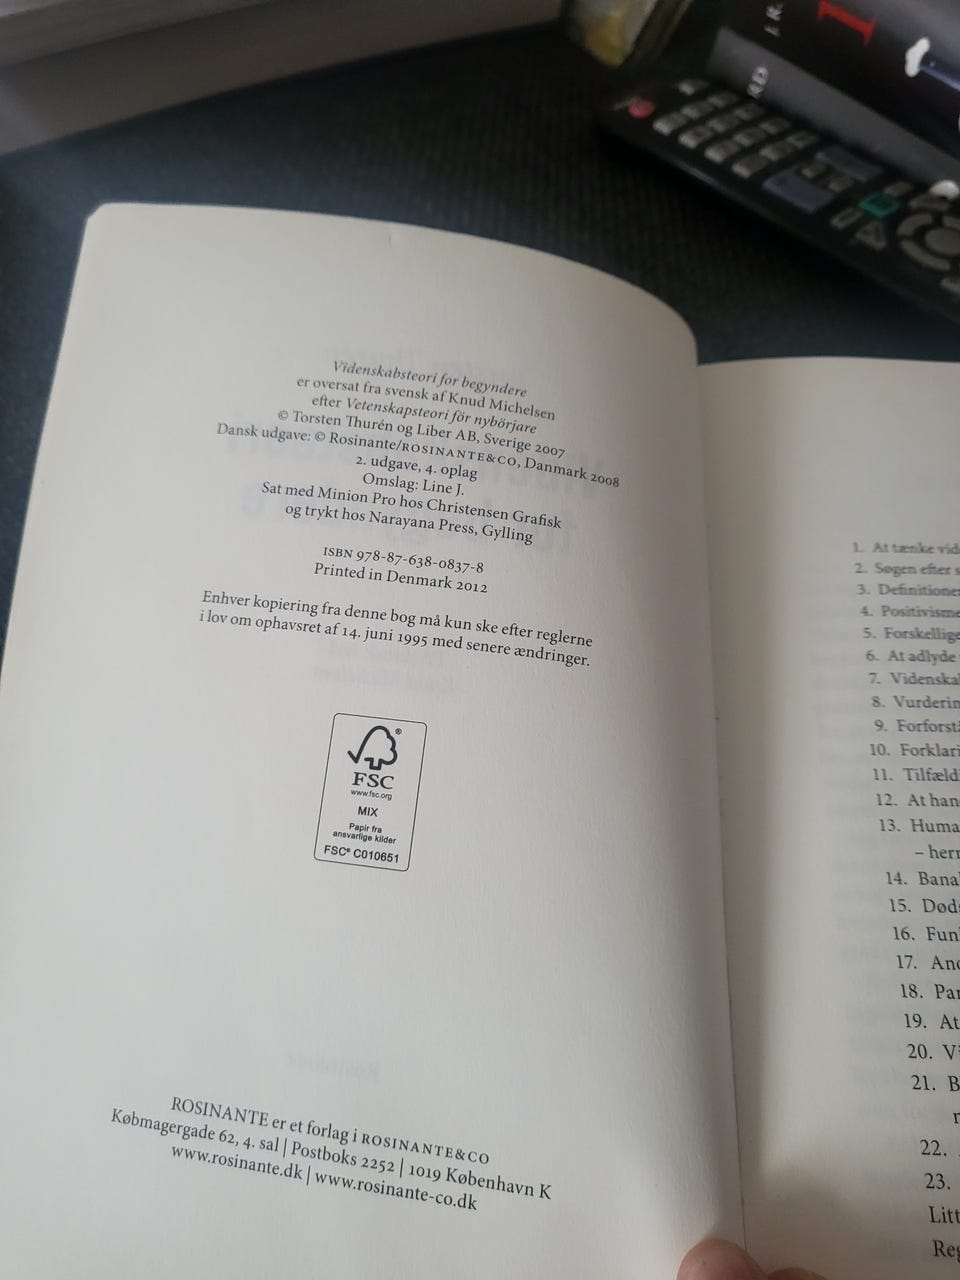 Videnskabsteori for begyndere
er oversat fra svensk af Knud Michelsen
efter Vetenskapsteori för nybörjare
© Torsten Thurén og Liber AB, Sverige 2007
Dansk udgave: © Rosinante/ROSINANTE&CO, Danmark 2008
2. udgave, 4. oplag
Omslag: Line J.
Sat med Minion Pro hos Christensen Grafisk
og trykt hos Narayana Press, Gylling
ISBN 978-87-638-0837-8
Printed in Denmark 2012
Enhver kopiering fra denne bog må kun ske efter reglerne
i lov om ophavsret af 14. juni 1995 med senere ændringer.
®
FSC
www.fsc.org
MIX
Papir fra
ansvarlige kilder
FSC® C010651
ROSINANTE er et forlag i ROSINANTE&CO
Købmagergade 62, 4. sal | Postboks 2252 | 1019 København K
www.rosinante.dk | www.rosinante-co.dk
1. At tænke vid
2. Søgen efter s
3. Definitione
4. Positivisme
5. Forskellige
6. At adlyde
7. Videnska
8. Vurderin
9. Forforst
10. Forklari
11. Tilfæld
12. At han
13. Huma
– her
14. Bana
15. Død
16. Fun
17. An
18. Par
19. At
20. V
21. B
22.
23.
Litt
Reg
J. R.